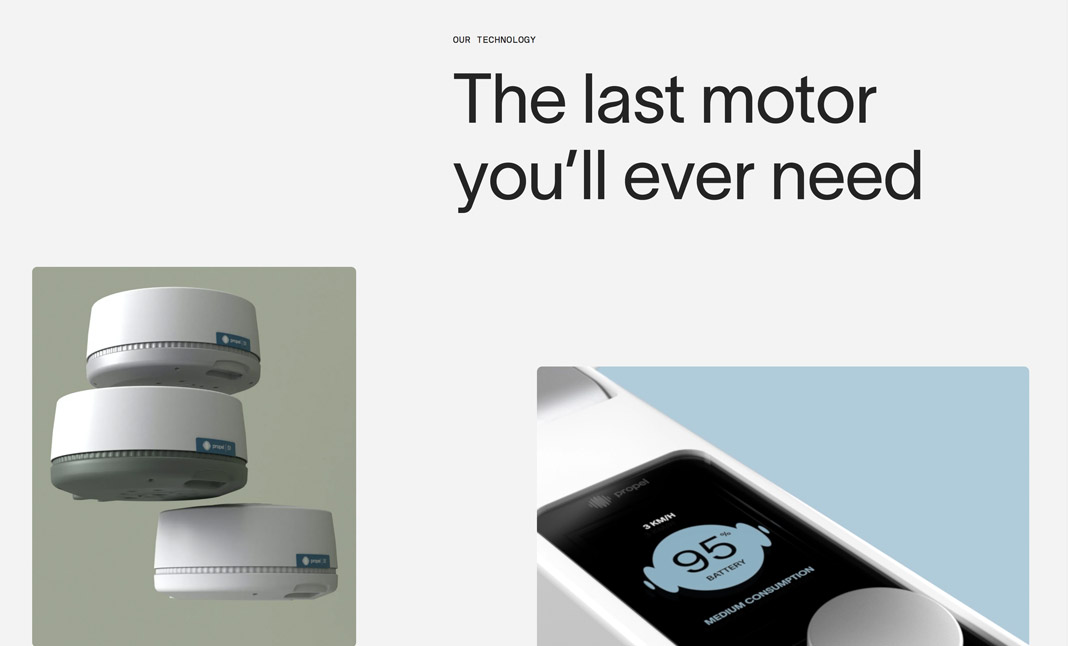 OUR TECHNOLOGY
The last motor
you’ll ever need
propel
propel
propel
propel
3 KM/H
95%
BATTERY
MEDIUM CONSUMPTION